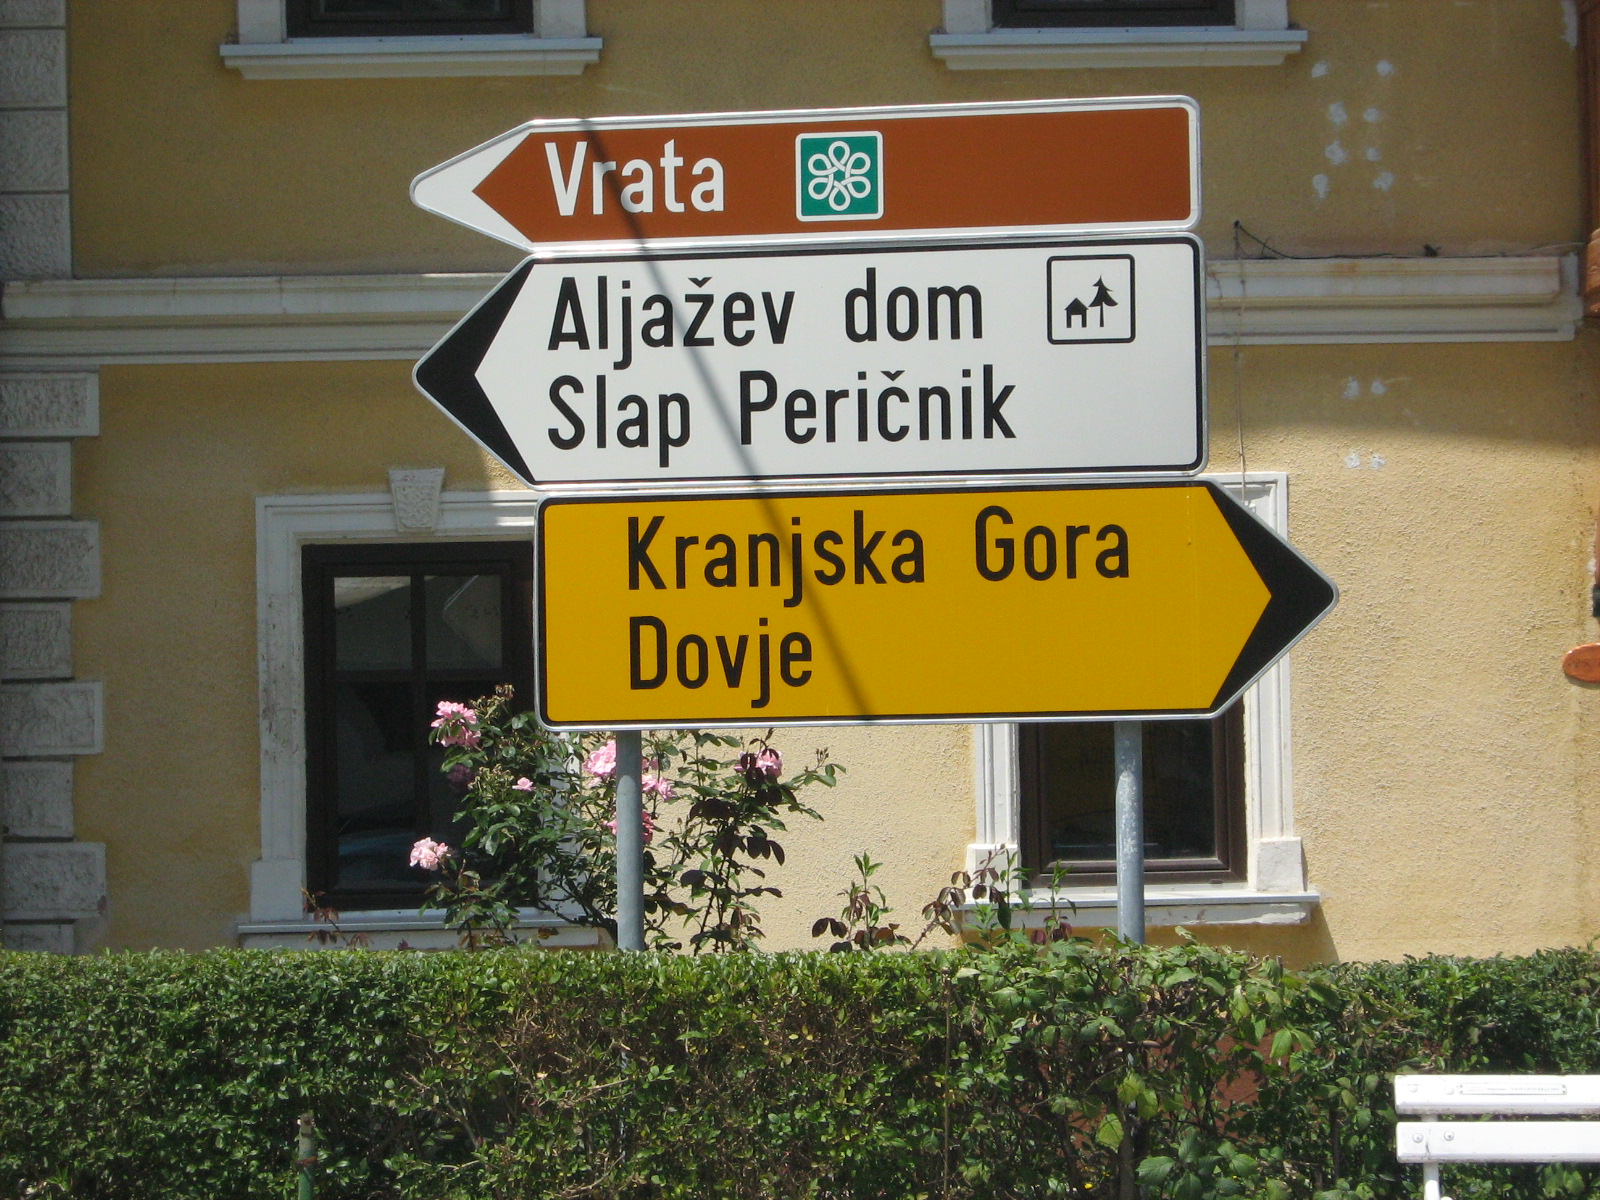 Vrata
Aljažev dom
Slap Peričnik
Kranjska Gora
Dovje